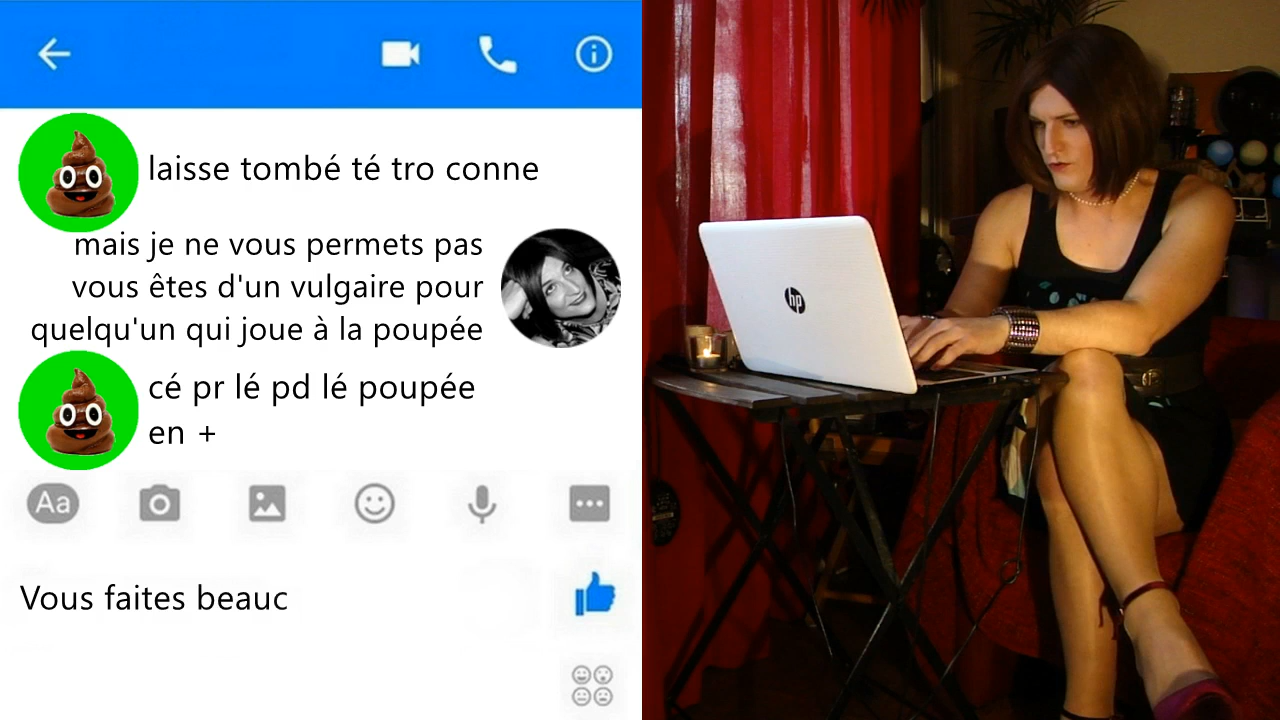 laisse tombé té tro conne
mais je ne vous permets pas
vous êtes d'un vulgaire pour
quelqu'un qui joue à la poupée
cé pr lé pd lé poupée
en +
Aa
Vous faites beauc
hp